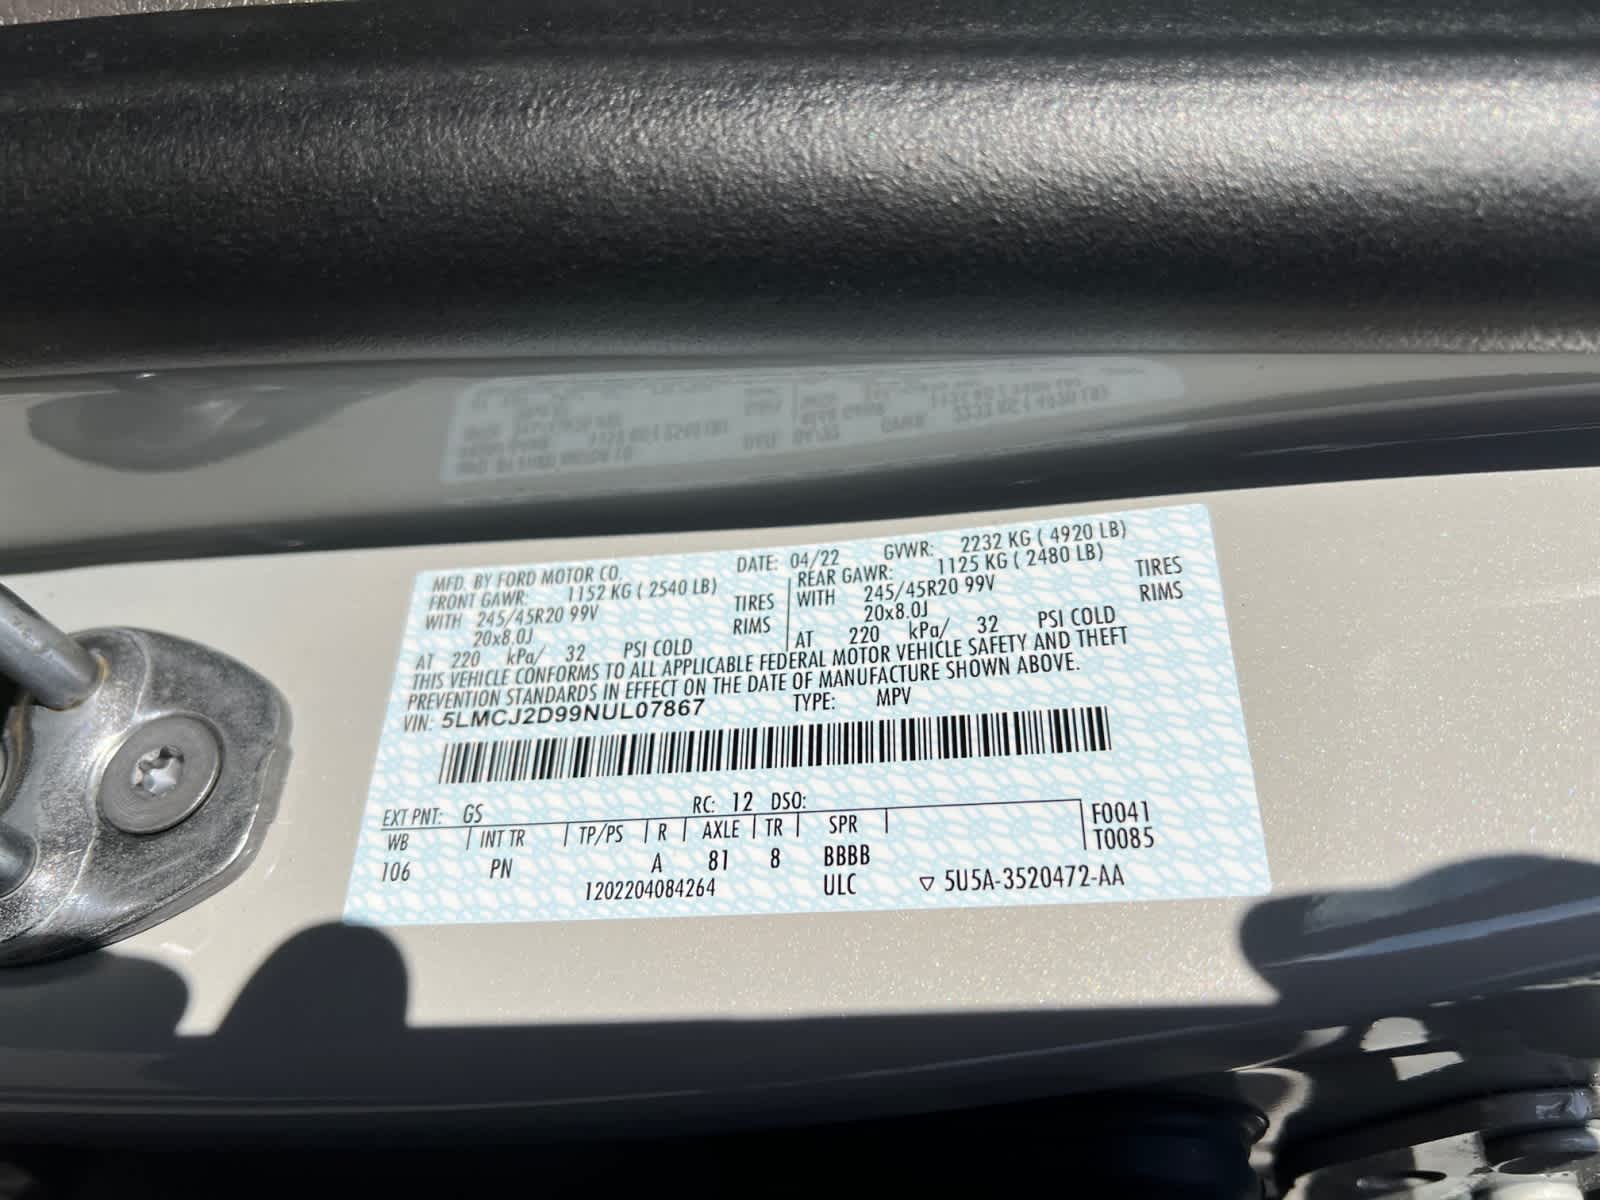 MFD. BY FORD MOTOR CO. DATE: 04/22 GVWR: 2232 KG ( 4920 LB)
FRONT GAWR: 1152 KG ( 2540 LB) REAR GAWR: 1125 KG ( 2480 LB)
WITH 245/45R20 99V TIRES WITH 245/45R20 99V TIRES
20x8.0J RIMS 20x8.0J RIMS
AT 220 kPa/ 32 PSI COLD AT 220 kPa/ 32 PSI COLD
THIS VEHICLE CONFORMS TO ALL APPLICABLE FEDERAL MOTOR VEHICLE SAFETY AND THEFT
PREVENTION STANDARDS IN EFFECT ON THE DATE OF MANUFACTURE SHOWN ABOVE.
VIN: 5LMCJ2D99NUL07867 TYPE: MPV
EXT PNT: GS RC: 12 DSO:
WB INT TR TP/PS R AXLE TR SPR F0041
T0085
106 PN A 81 8 BBBB
1202204084264 ULC ▽ 5U5A-3520472-AA